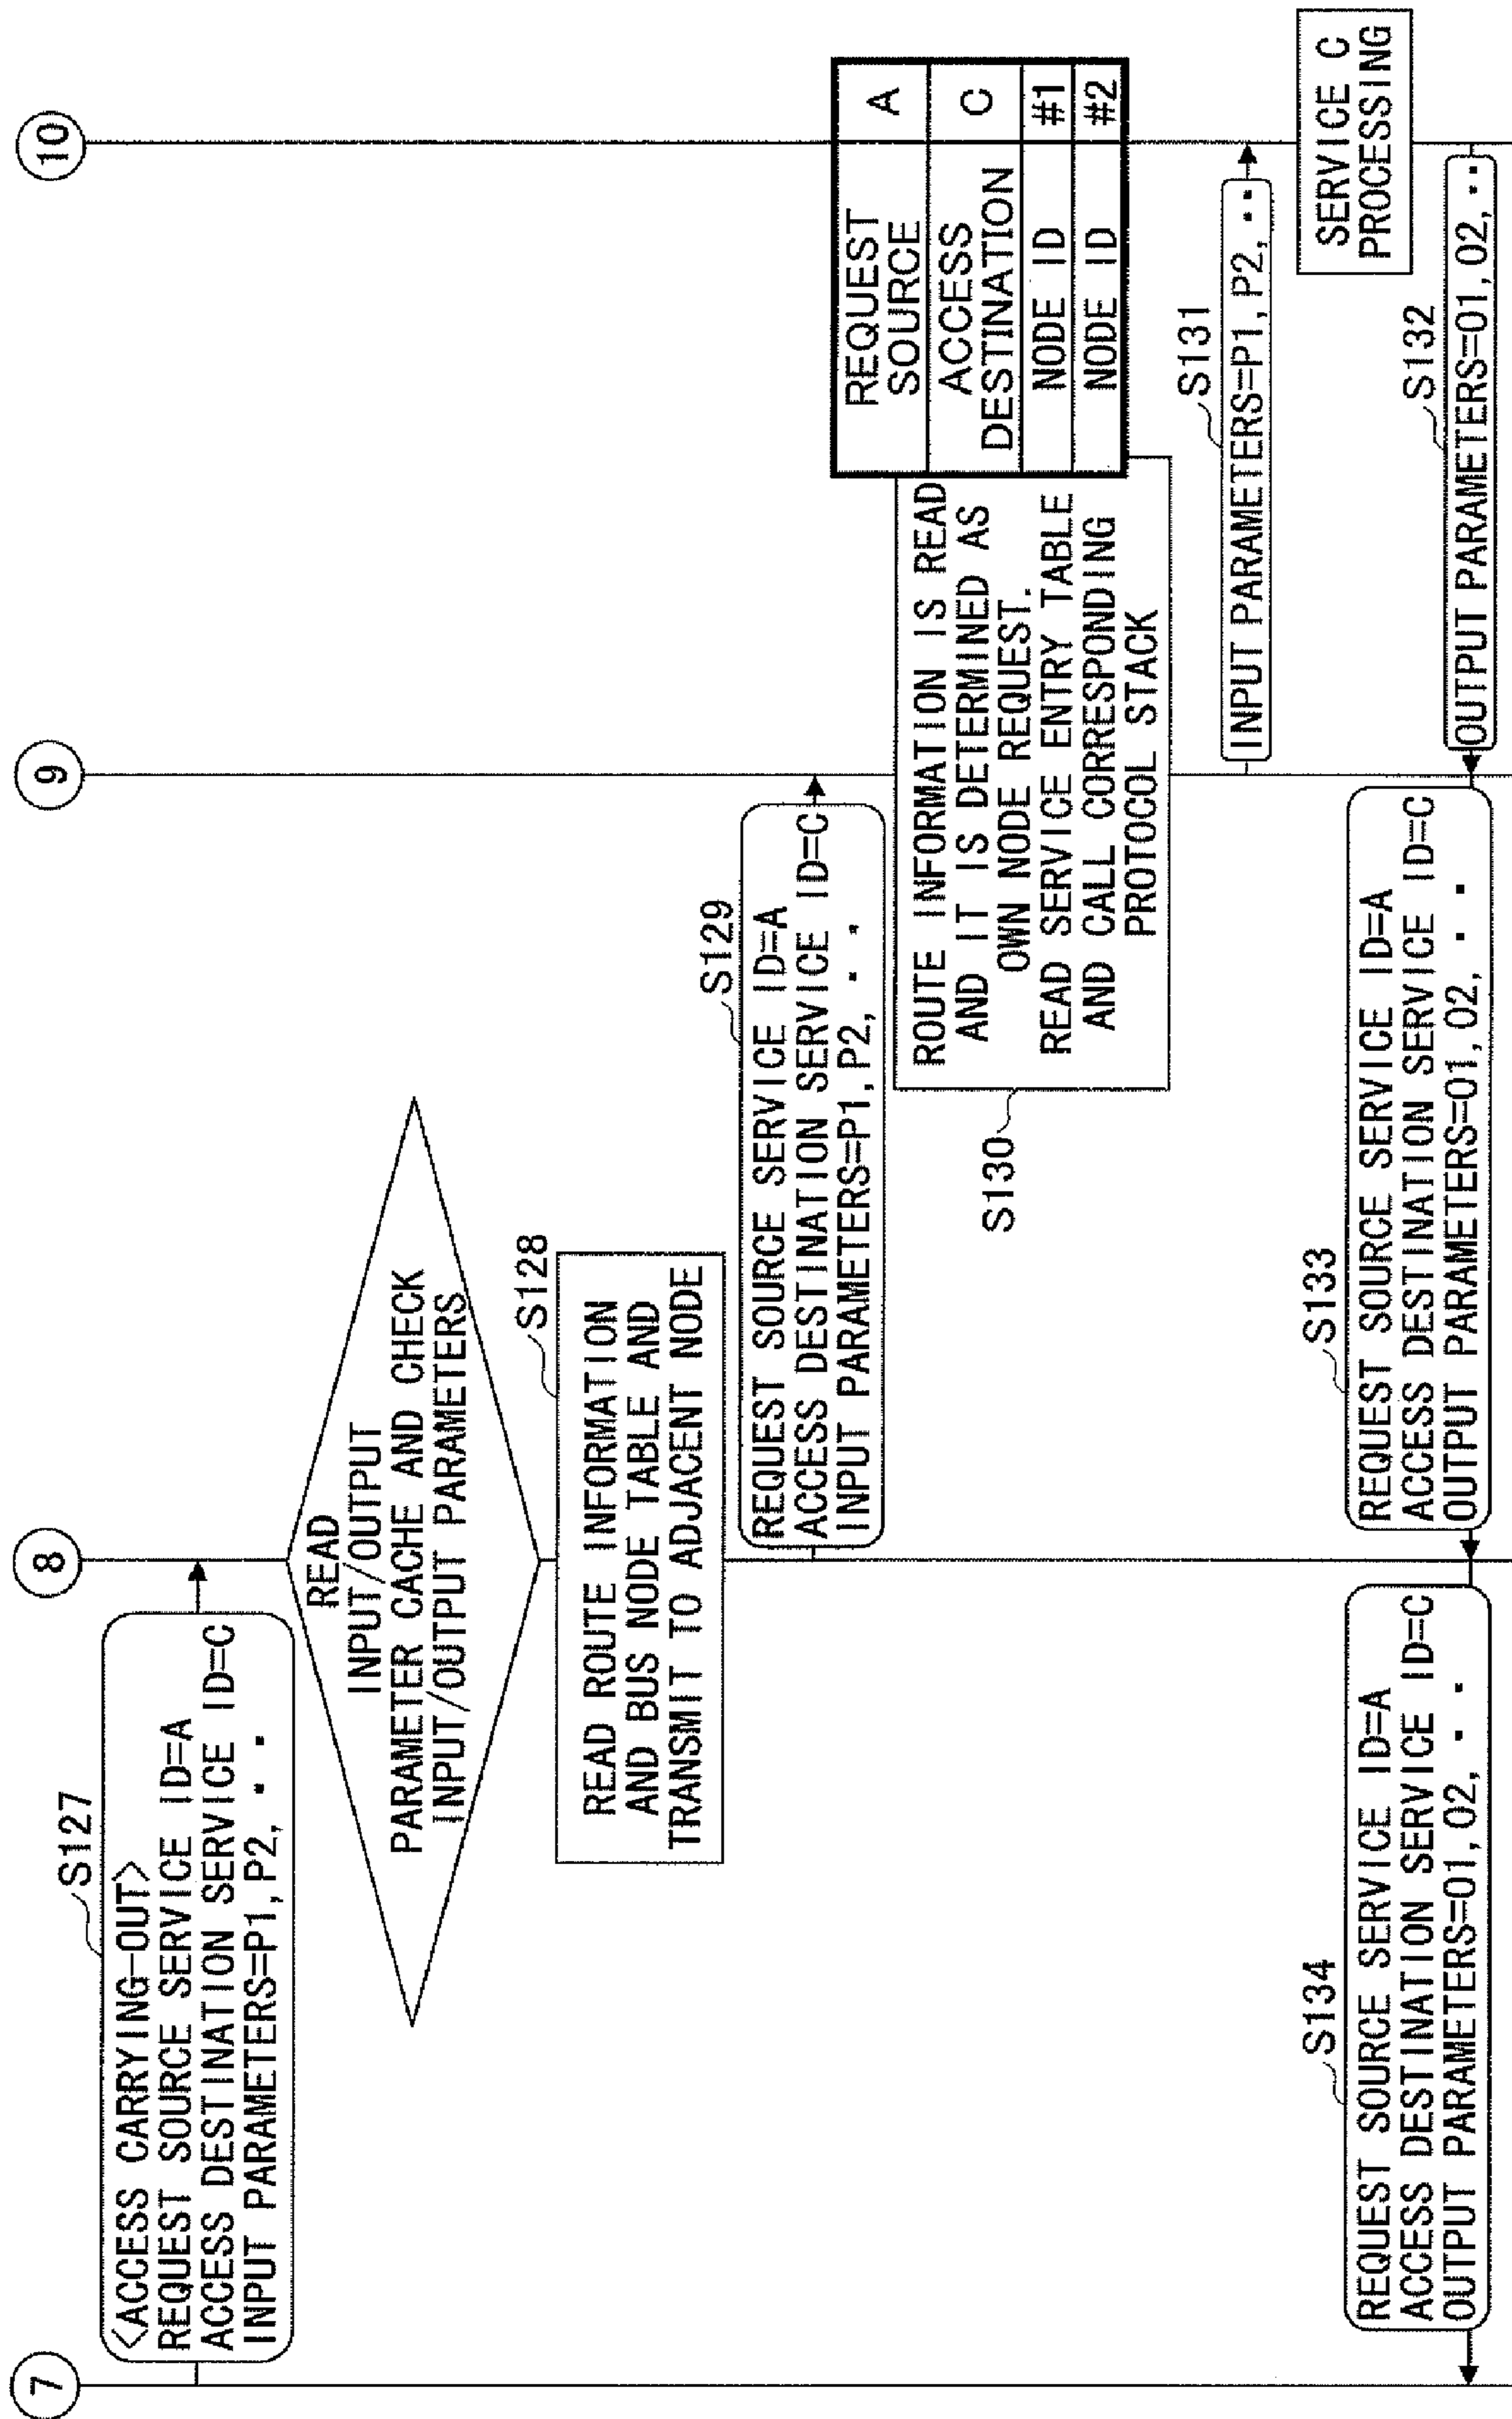 7
8
9
10
S127
<ACCESS CARRYING-OUT>
REQUEST SOURCE SERVICE ID=A
ACCESS DESTINATION SERVICE ID=C
INPUT PARAMETERS=P1,P2, ..
READ
INPUT/OUTPUT
PARAMETER CACHE AND CHECK
INPUT/OUTPUT PARAMETERS
S128
READ ROUTE INFORMATION
AND BUS NODE TABLE AND
TRANSMIT TO ADJACENT NODE
S129
REQUEST SOURCE SERVICE ID=A
ACCESS DESTINATION SERVICE ID=C
INPUT PARAMETERS=P1,P2, ..
S130
ROUTE INFORMATION IS READ
AND IT IS DETERMINED AS
OWN NODE REQUEST.
READ SERVICE ENTRY TABLE
AND CALL CORRESPONDING
PROTOCOL STACK
REQUEST
SOURCE
A
ACCESS
DESTINATION
C
NODE ID
#1
NODE ID
#2
S131
INPUT PARAMETERS=P1,P2, ..
SERVICE C
PROCESSING
S132
OUTPUT PARAMETERS=O1,O2, ..
S133
REQUEST SOURCE SERVICE ID=A
ACCESS DESTINATION SERVICE ID=C
OUTPUT PARAMETERS=O1,O2, ..
S134
REQUEST SOURCE SERVICE ID=A
ACCESS DESTINATION SERVICE ID=C
OUTPUT PARAMETERS=O1,O2, ..